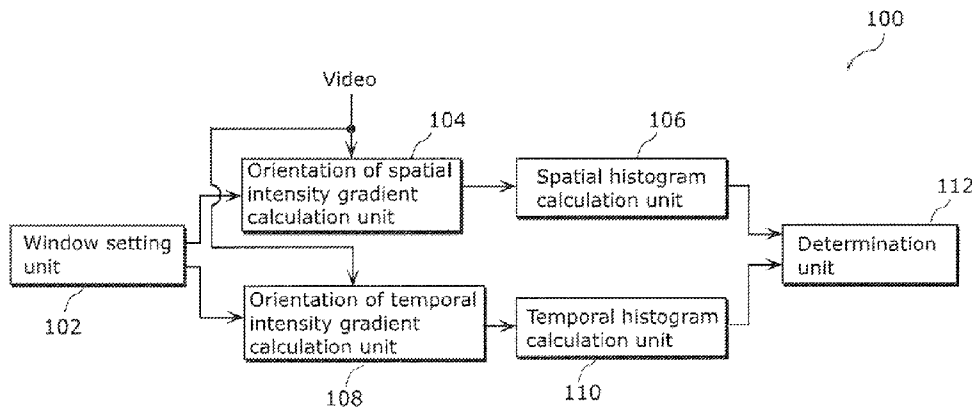 100
Video
104
106
Orientation of spatial
intensity gradient
calculation unit
Spatial histogram
calculation unit
112
Window setting
unit
Determination
unit
102
Orientation of temporal
intensity gradient
calculation unit
Temporal histogram
calculation unit
108
110